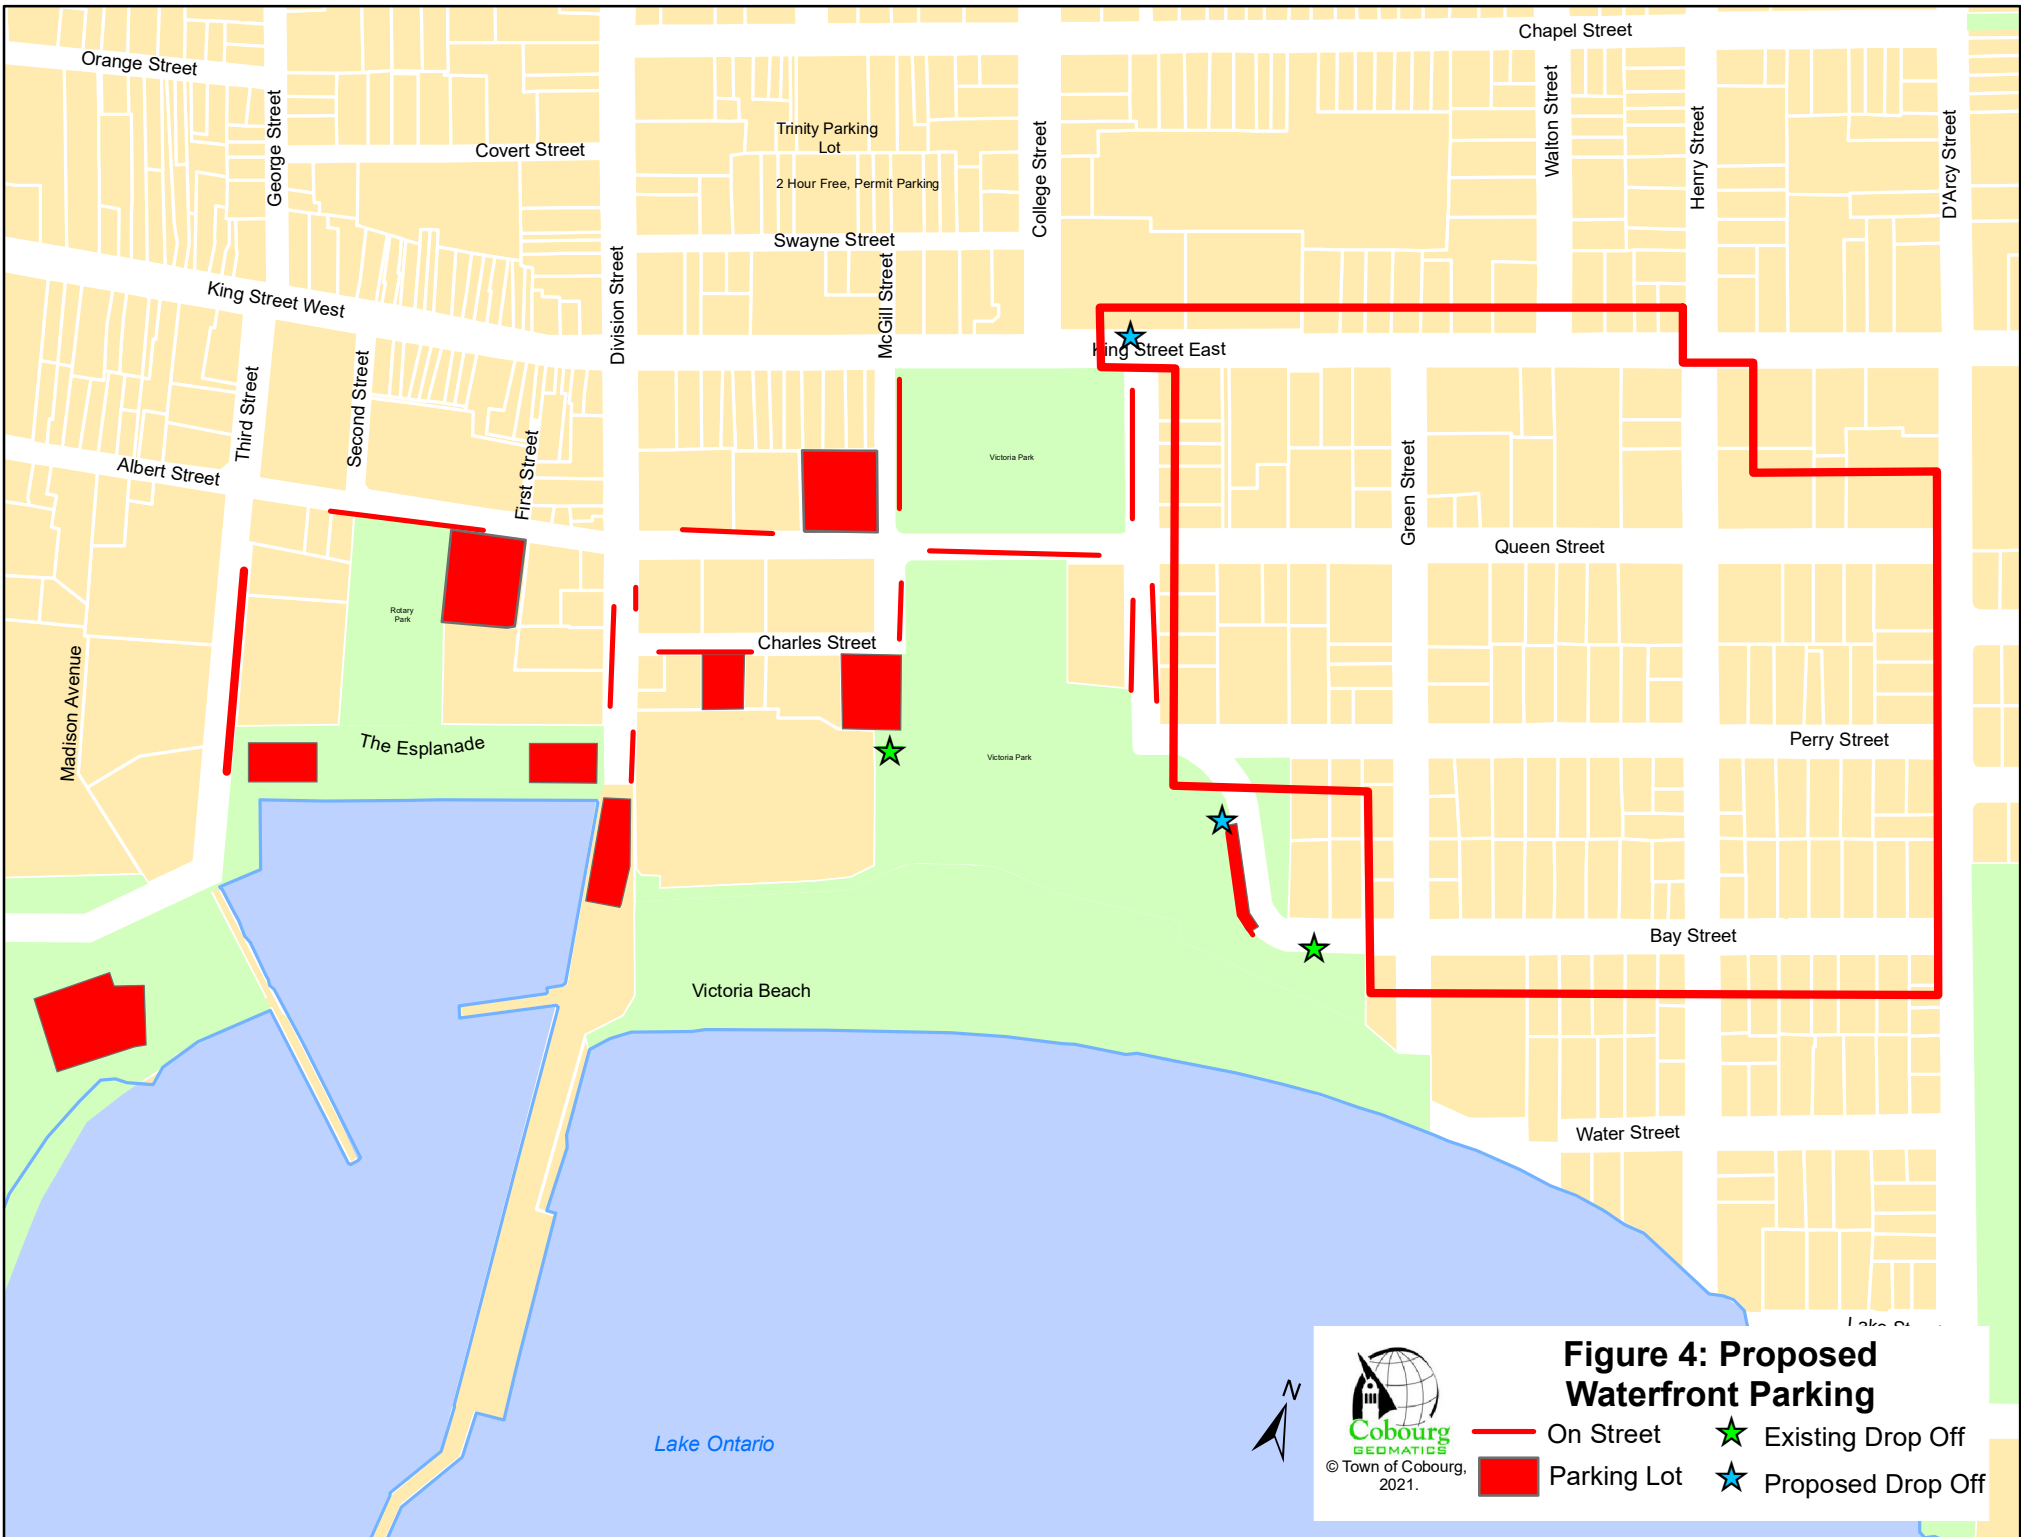 Chapel Street
Orange Street
George Street
Covert Street
Trinity Parking
Lot
2 Hour Free, Permit Parking
College Street
Walton Street
Henry Street
D'Arcy Street
Swayne Street
Division Street
McGill Street
King Street West
King Street East
Third Street
Second Street
First Street
Albert Street
Victoria Park
Green Street
Queen Street
Rotary
Park
Charles Street
Madison Avenue
The Esplanade
Victoria Park
Perry Street
Bay Street
Victoria Beach
Water Street
Lake Ontario
N
Figure 4: Proposed
Waterfront Parking
Cobourg
GEOMATICS
© Town of Cobourg,
2021.
On Street
Existing Drop Off
Parking Lot
Proposed Drop Off